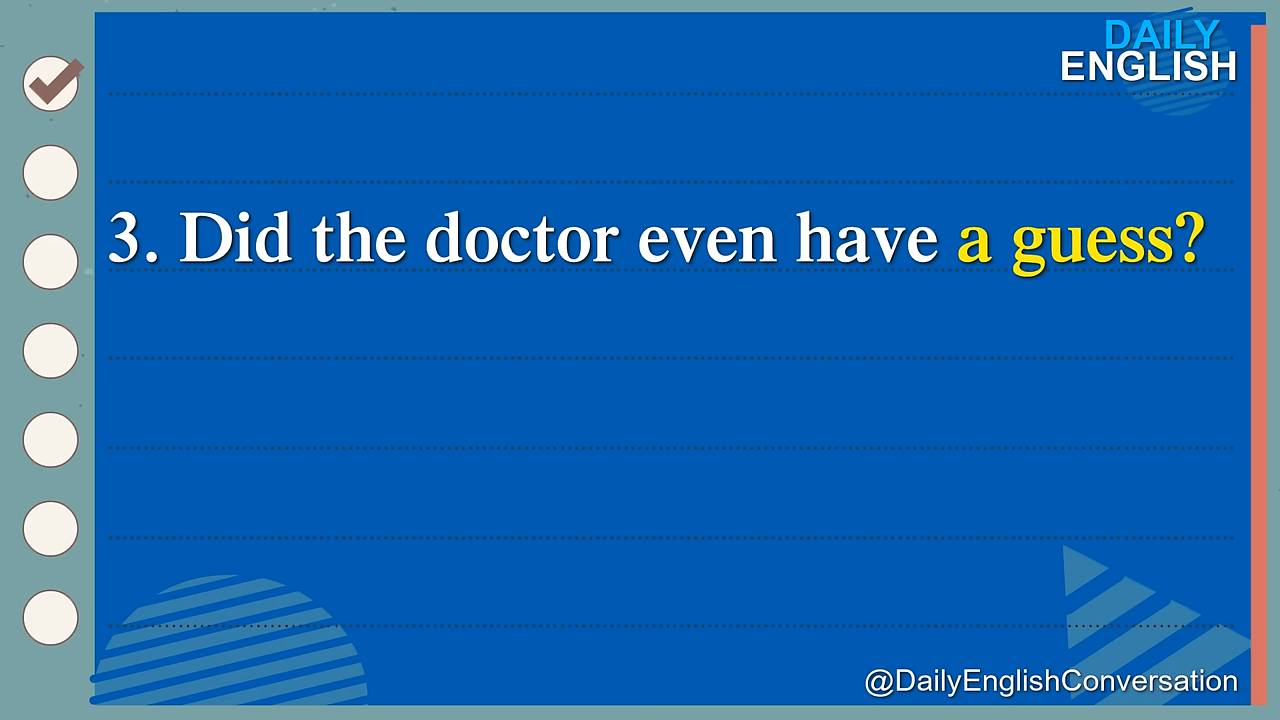 DAILY
ENGLISH
3. Did the doctor even have a guess?
@DailyEnglishConversation